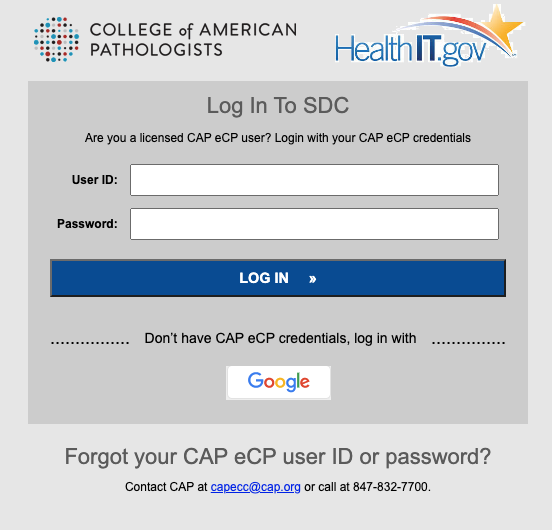 COLLEGE of AMERICAN
PATHOLOGISTS
HealthIT.gov
Log In To SDC
Are you a licensed CAP eCP user? Login with your CAP eCP credentials
User ID:
Password:
LOG IN »
................ Don't have CAP eCP credentials, log in with ...............
Google
Forgot your CAP eCP user ID or password?
Contact CAP at capecc@cap.org or call at 847-832-7700.